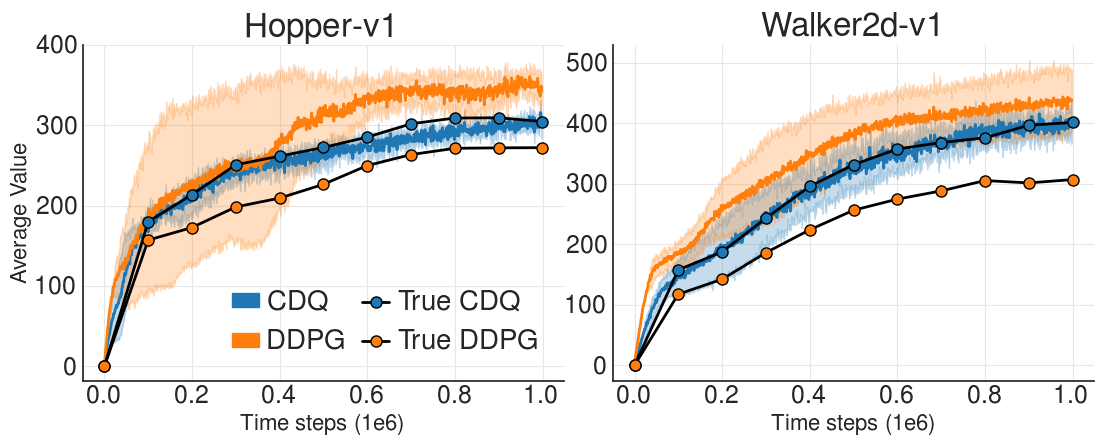 Hopper-v1
Average Value
400
300
200
100
0
0.0 0.2 0.4 0.6 0.8 1.0
Time steps (1e6)
CDQ
True CDQ
DDPG
True DDPG
Walker2d-v1
500
400
300
200
100
0
0.0 0.2 0.4 0.6 0.8 1.0
Time steps (1e6)